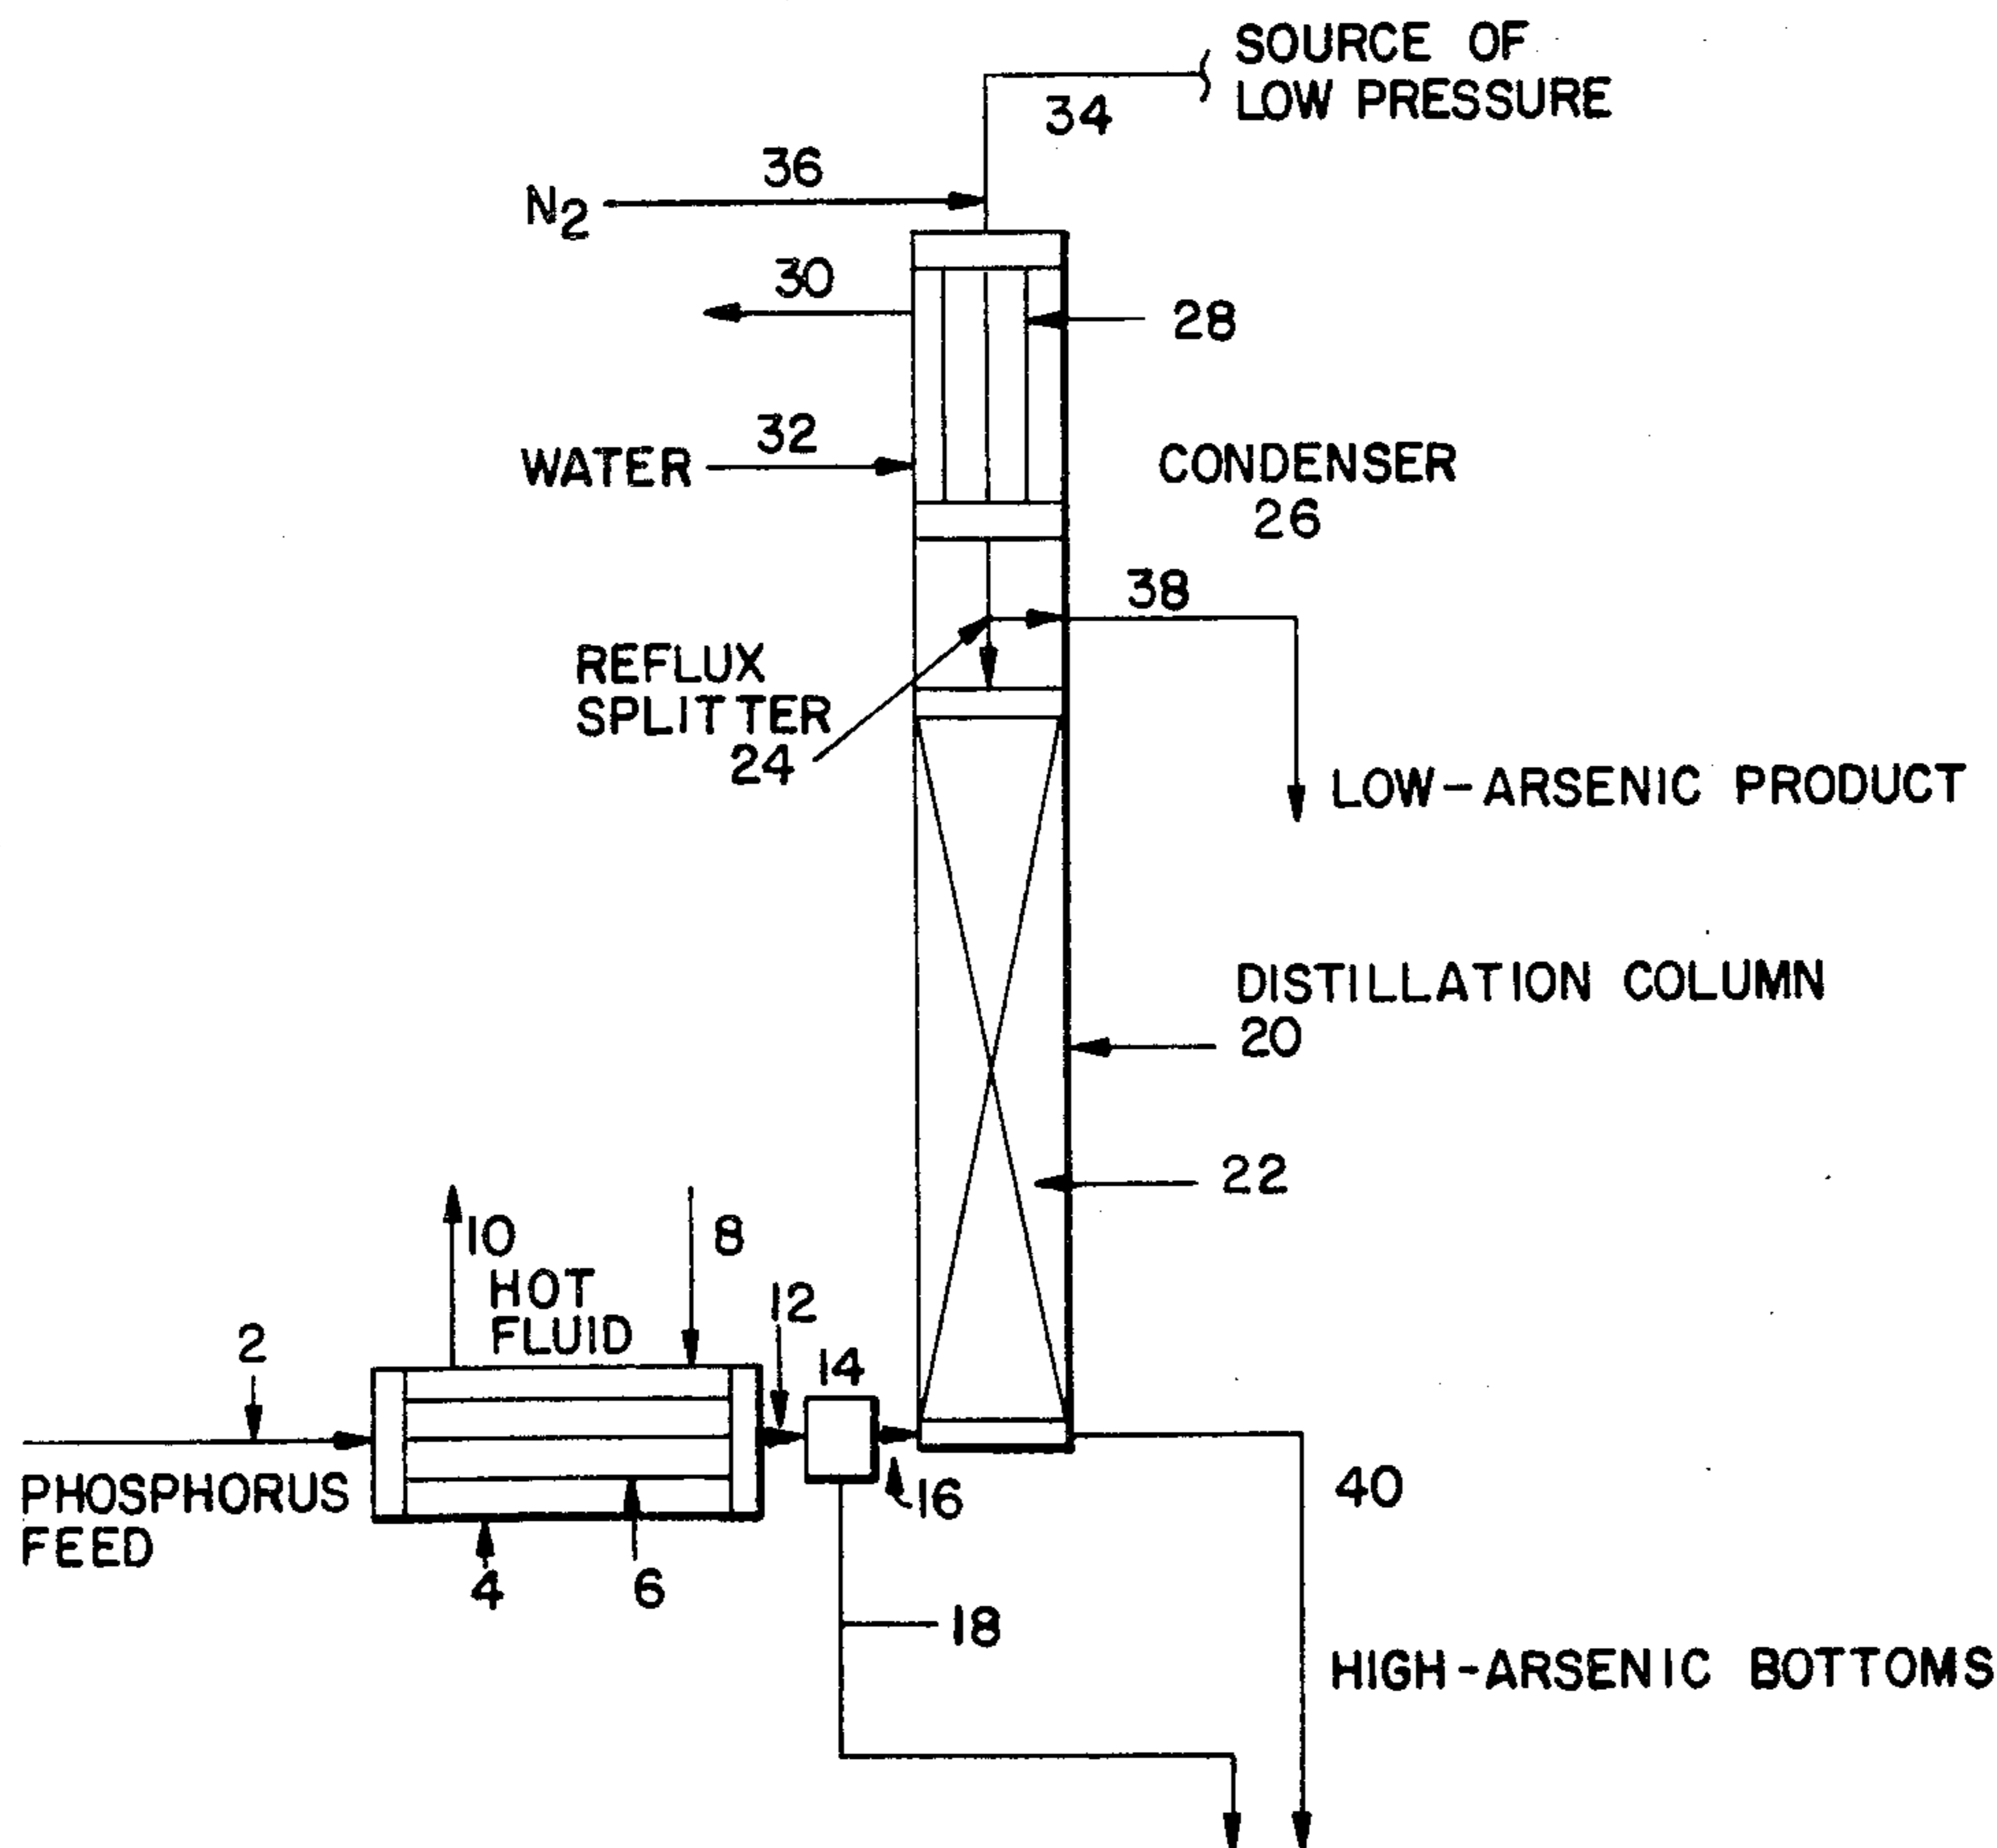 SOURCE OF
LOW PRESSURE
34
36
N2
30
28
32
WATER
CONDENSER
26
38
REFLUX
SPLITTER
24
LOW-ARSENIC PRODUCT
DISTILLATION COLUMN
20
22
10
8
HOT
FLUID
12
2
14
PHOSPHORUS
FEED
16
40
4
6
18
HIGH-ARSENIC BOTTOMS